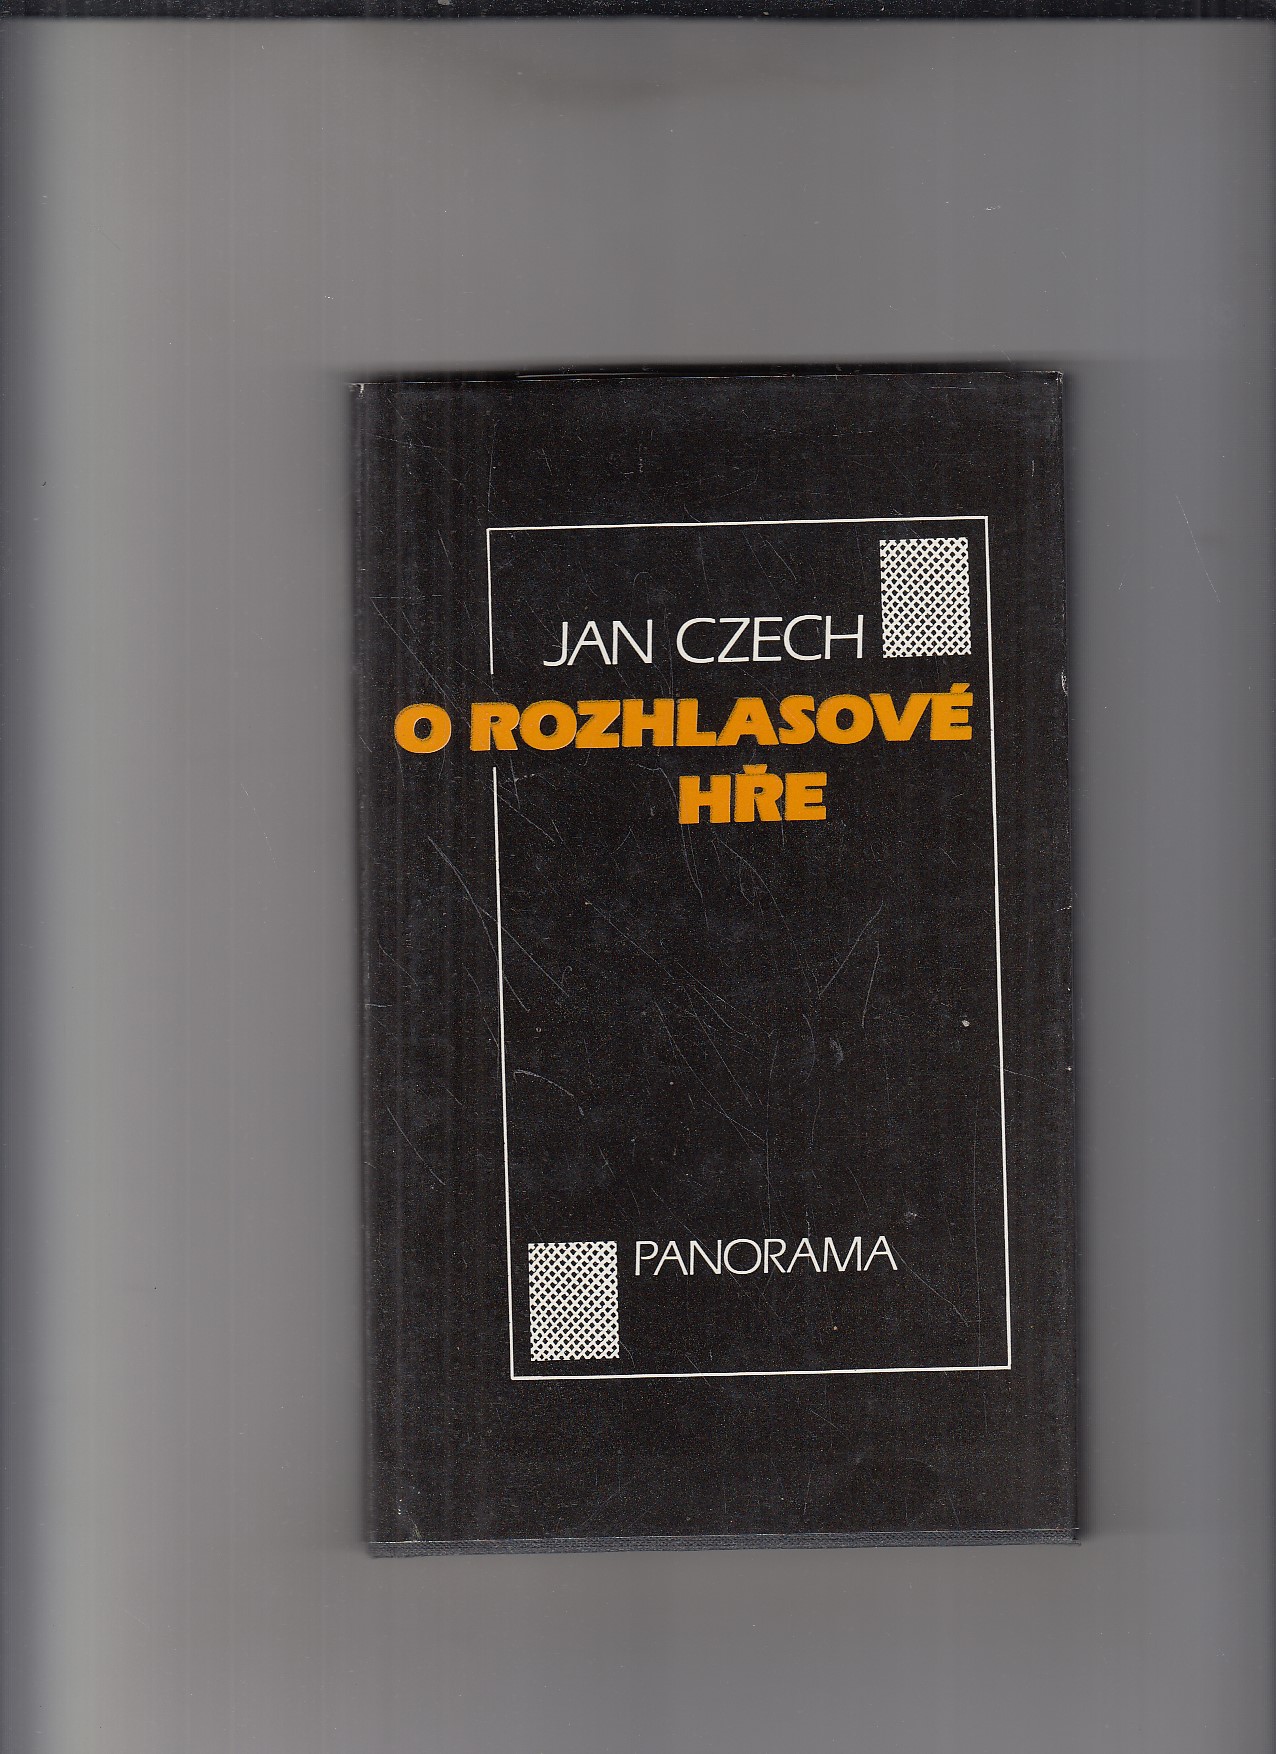 JAN CZECH
O ROZHLASOVÉ
HŘE
PANORAMA